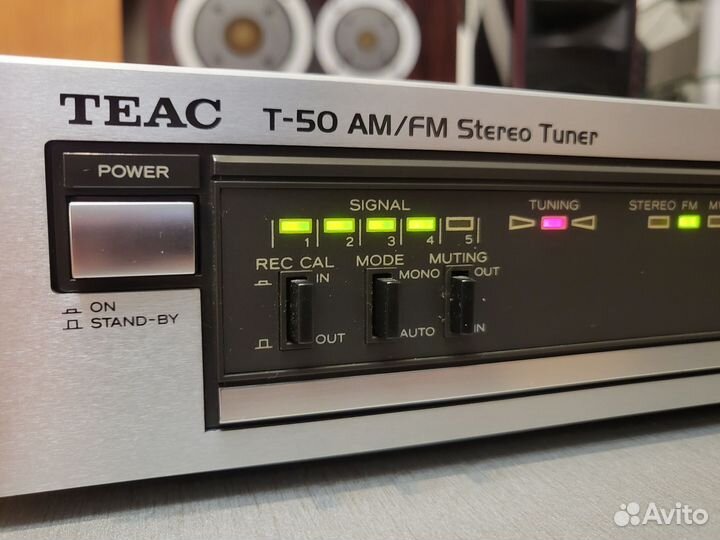 TEAC T-50 AM/FM Stereo Tuner
POWER
ON
STAND-BY
SIGNAL
1 2 3 4 5
TUNING
STEREO FM
REC CAL MODE MUTING
IN MONO OUT
OUT AUTO IN
Avito